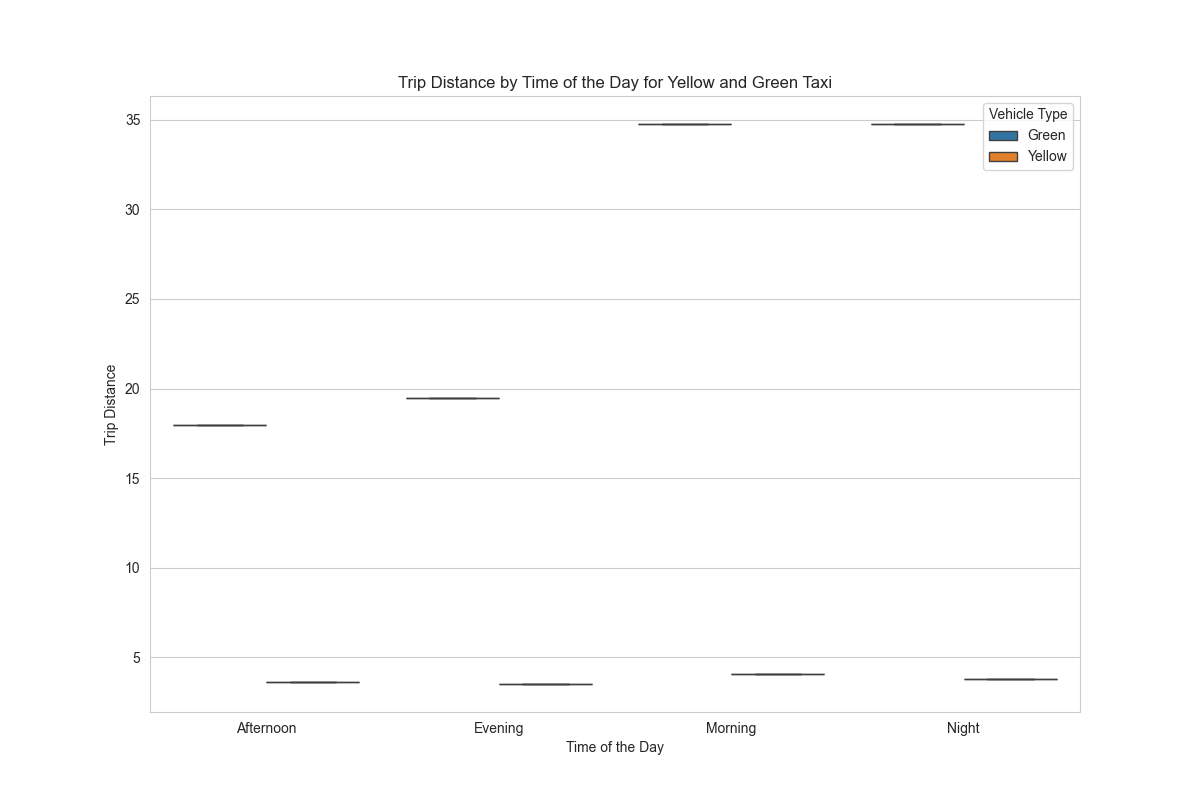 Trip Distance by Time of the Day for Yellow and Green Taxi
Vehicle Type
Green
Yellow
35
30
25
20
15
10
5
Trip Distance
Afternoon
Evening
Morning
Night
Time of the Day